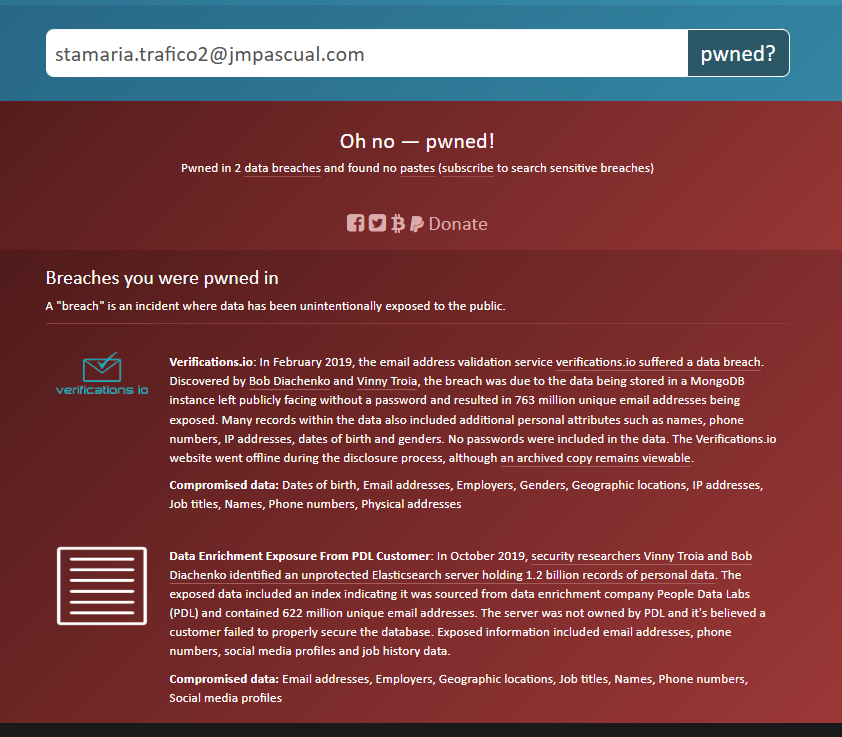 stamaria.trafico2@jmpascual.com pwned?
Oh no — pwned!
Pwned in 2 data breaches and found no pastes (subscribe to search sensitive breaches)
Donate
Breaches you were pwned in
A "breach" is an incident where data has been unintentionally exposed to the public.
verifications io
Verifications.io: In February 2019, the email address validation service verifications.io suffered a data breach.
Discovered by Bob Diachenko and Vinny Troia, the breach was due to the data being stored in a MongoDB
instance left publicly facing without a password and resulted in 763 million unique email addresses being
exposed. Many records within the data also included additional personal attributes such as names, phone
numbers, IP addresses, dates of birth and genders. No passwords were included in the data. The Verifications.io
website went offline during the disclosure process, although an archived copy remains viewable.
Compromised data: Dates of birth, Email addresses, Employers, Genders, Geographic locations, IP addresses,
Job titles, Names, Phone numbers, Physical addresses
Data Enrichment Exposure From PDL Customer: In October 2019, security researchers Vinny Troia and Bob
Diachenko identified an unprotected Elasticsearch server holding 1.2 billion records of personal data. The
exposed data included an index indicating it was sourced from data enrichment company People Data Labs
(PDL) and contained 622 million unique email addresses. The server was not owned by PDL and it's believed a
customer failed to properly secure the database. Exposed information included email addresses, phone
numbers, social media profiles and job history data.
Compromised data: Email addresses, Employers, Geographic locations, Job titles, Names, Phone numbers,
Social media profiles